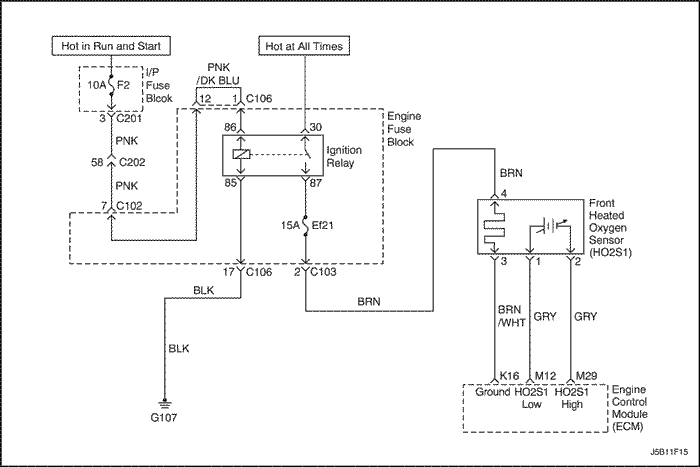 Hot in Run and Start
Hot at All Times
10A F2
I/P
Fuse
Block
PNK
/DK BLU
12 1 C106
3 C201
PNK
58 C202
PNK
7 C102
Engine
Fuse
Block
86 30
Ignition
Relay
85 87
15A Ef21
17 C106
2 C103
BLK
BLK
G107
BRN
BRN
4
Front
Heated
Oxygen
Sensor
(HO2S1)
3 1 2
BRN
/WHT
GRY
GRY
K16 M12 M29
Ground HO2S1 HO2S1
Low High
Engine
Control
Module
(ECM)
J5B11F15